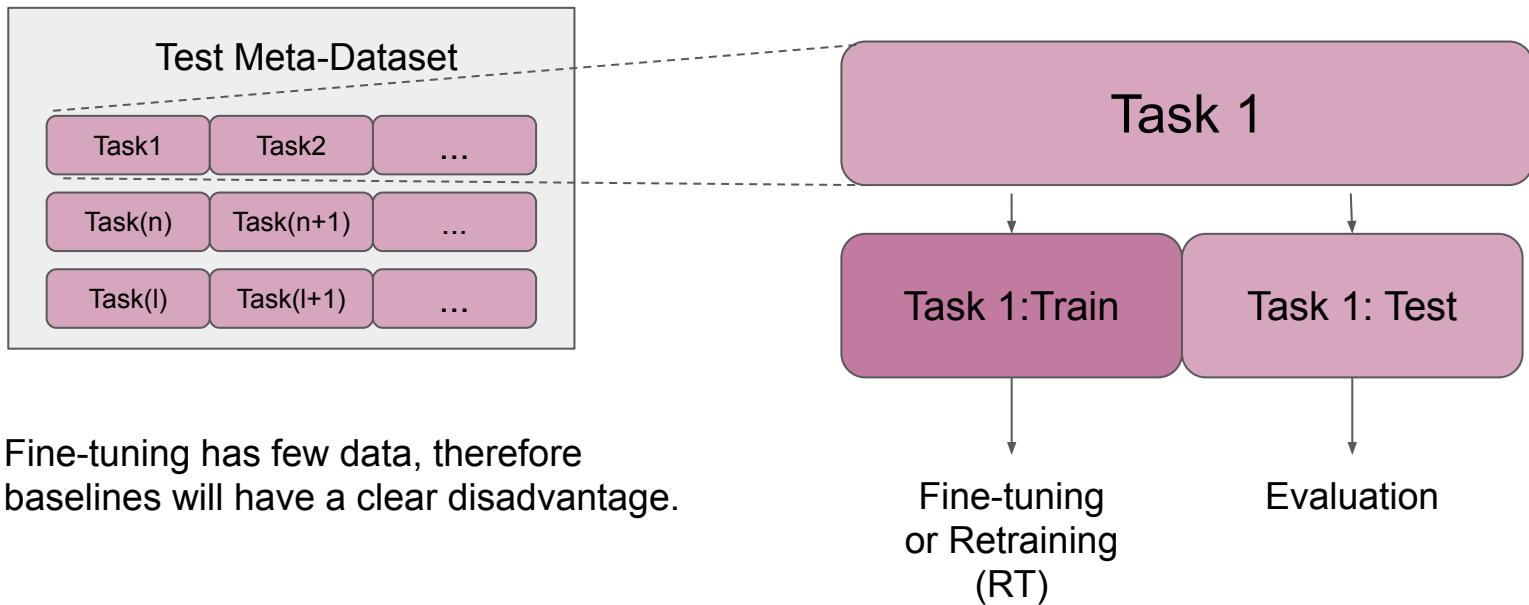 Test Meta-Dataset
Task1 Task2 ...
Task(n) Task(n+1) ...
Task(l) Task(l+1) ...
Fine-tuning has few data, therefore
baselines will have a clear disadvantage.
Task 1
Task 1:Train Task 1: Test
Fine-tuning
or Retraining
(RT)
Evaluation